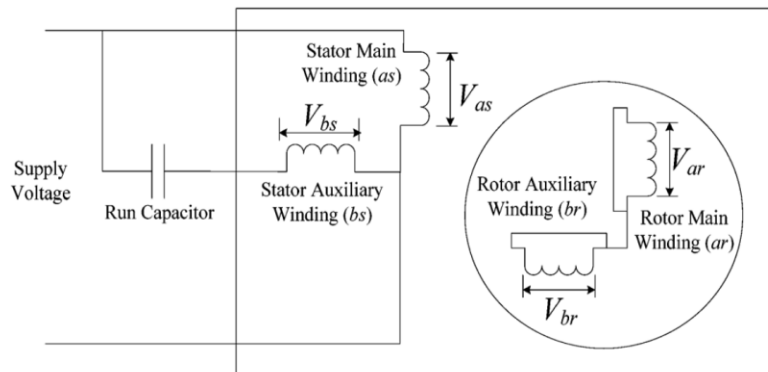 Stator Main
Winding (as)
Vas
Vbs
Supply
Voltage
Run Capacitor
Stator Auxiliary
Winding (bs)
Rotor Auxiliary
Winding (br)
Var
Rotor Main
Winding (ar)
Vbr